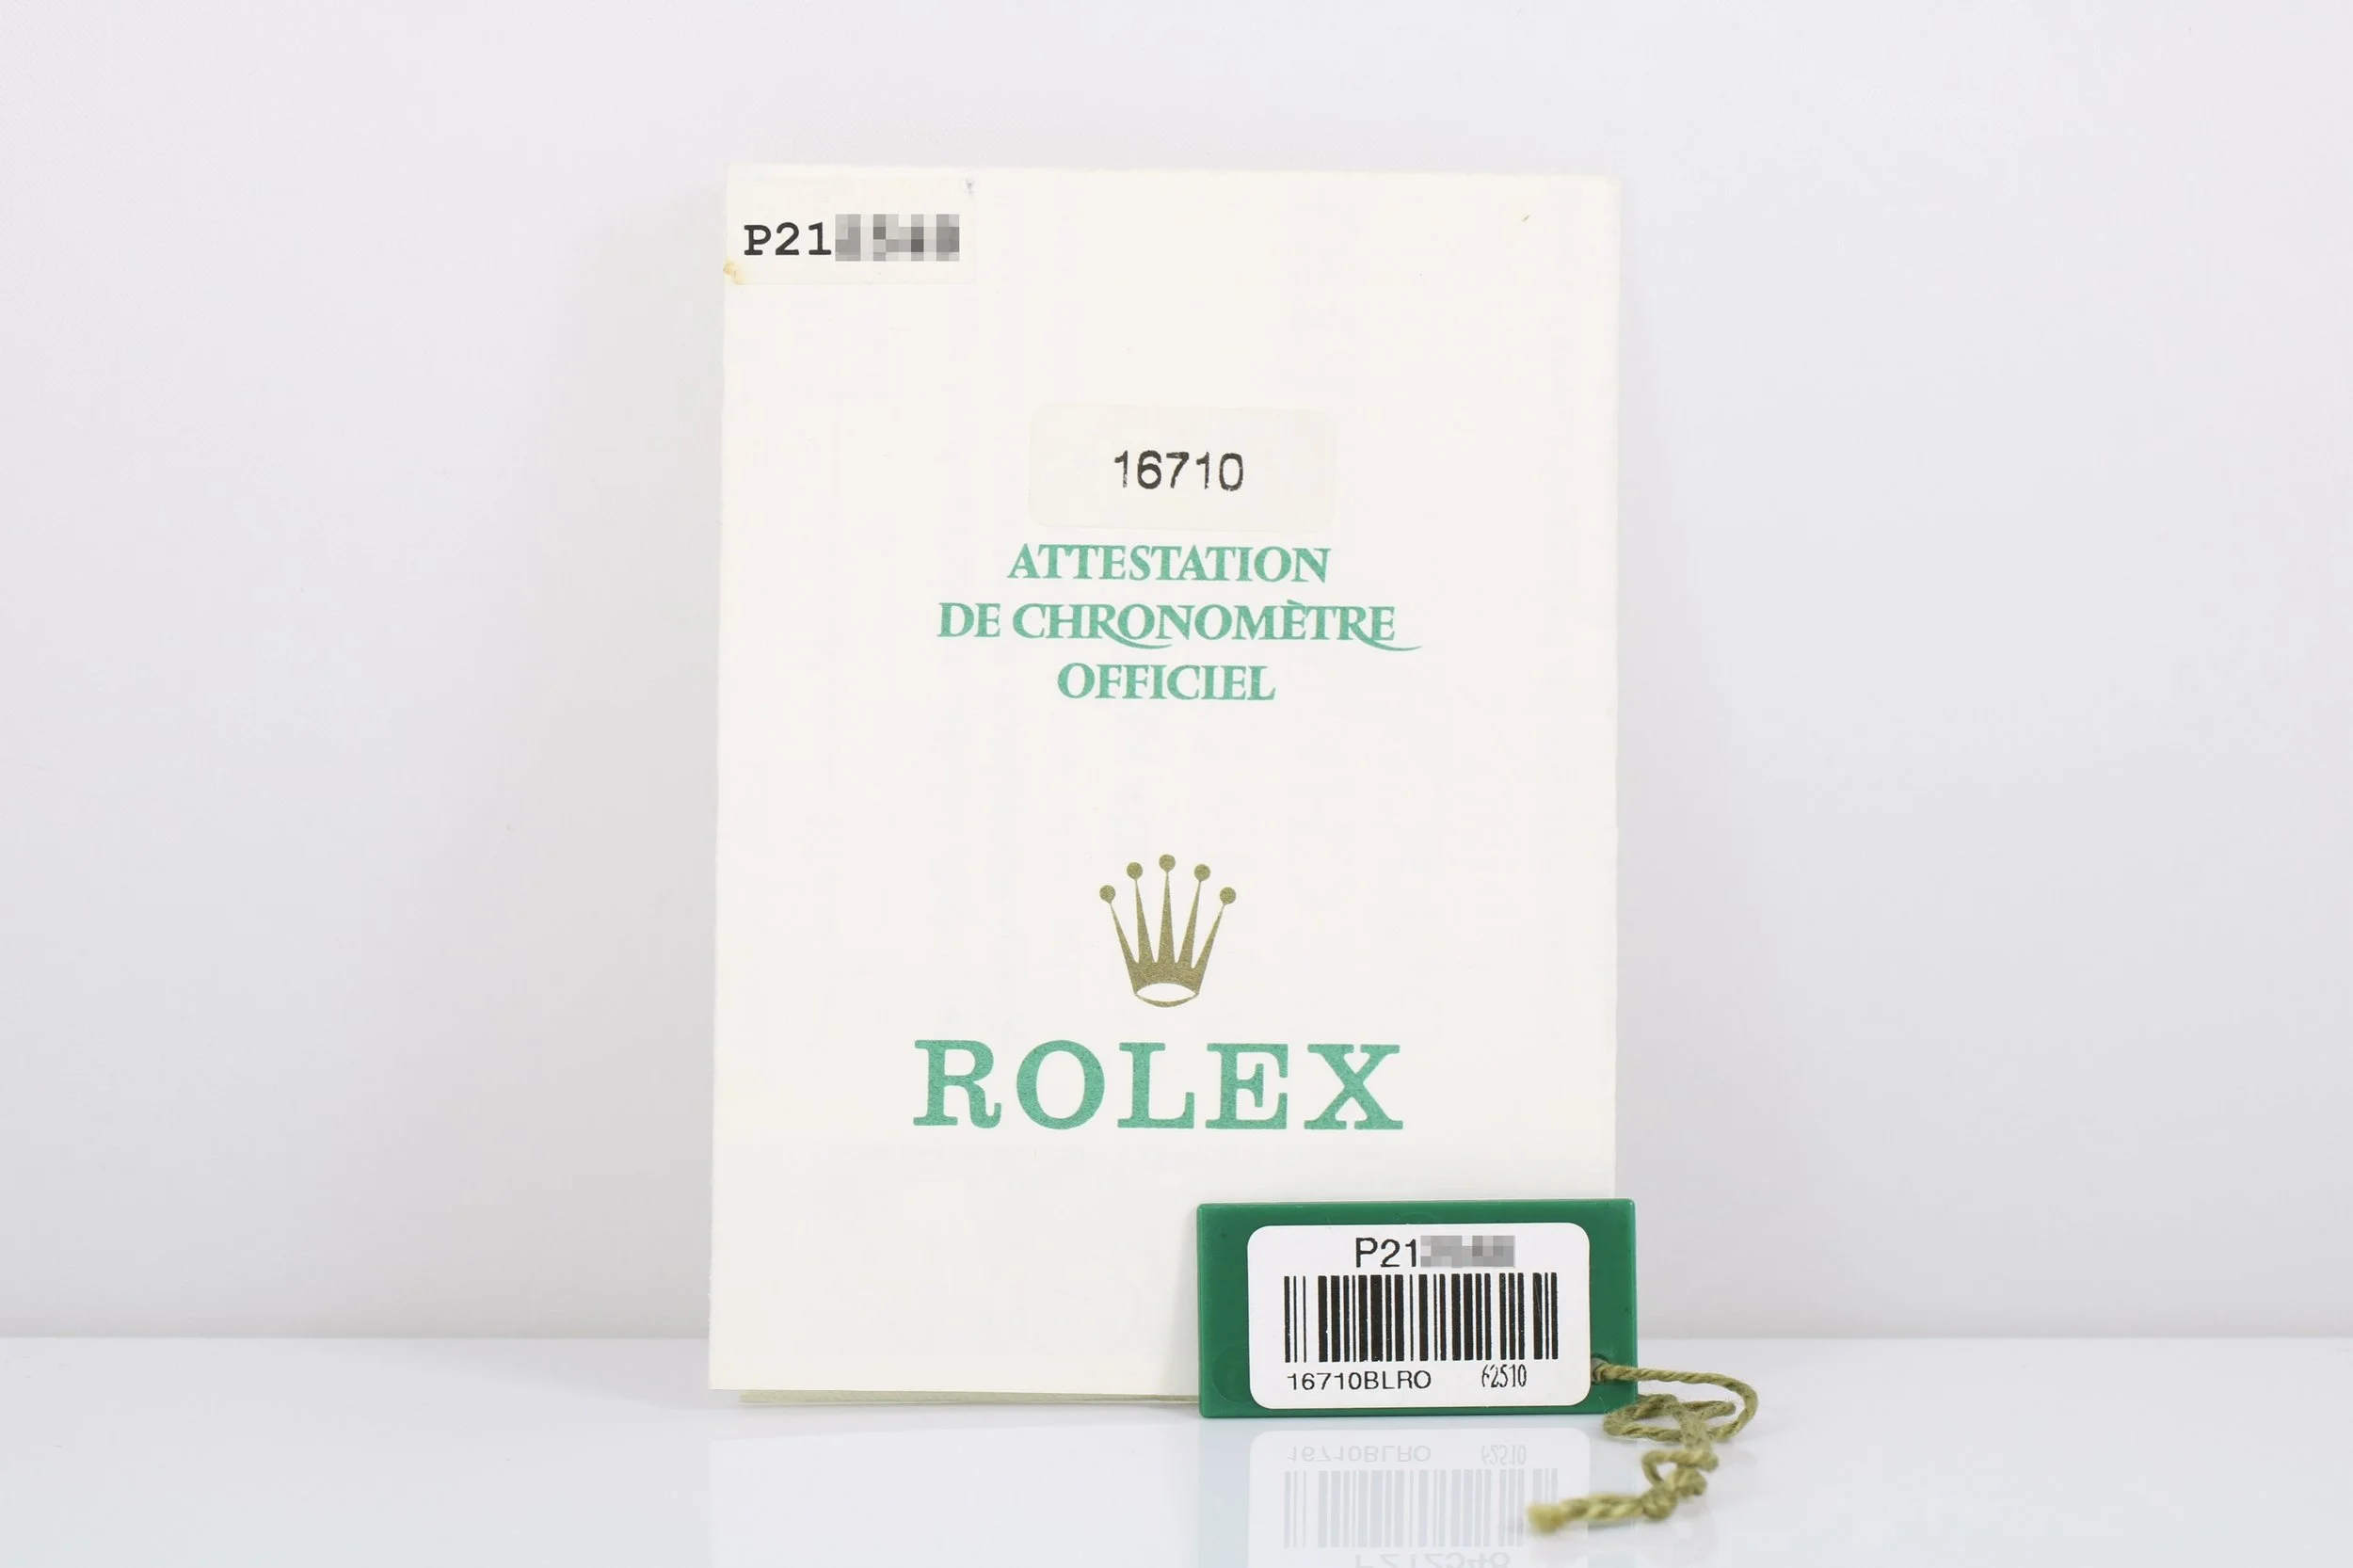 P21
16710
ATTESTATION
DE CHRONOMÈTRE
OFFICIEL
ROLEX
P21
16710BLRO 62510